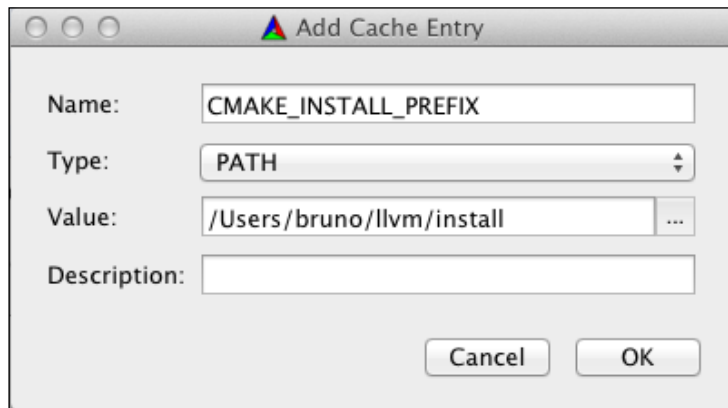 Add Cache Entry
Name: CMAKE_INSTALL_PREFIX
Type: PATH
Value: /Users/bruno/llvm/install ...
Description:
Cancel OK